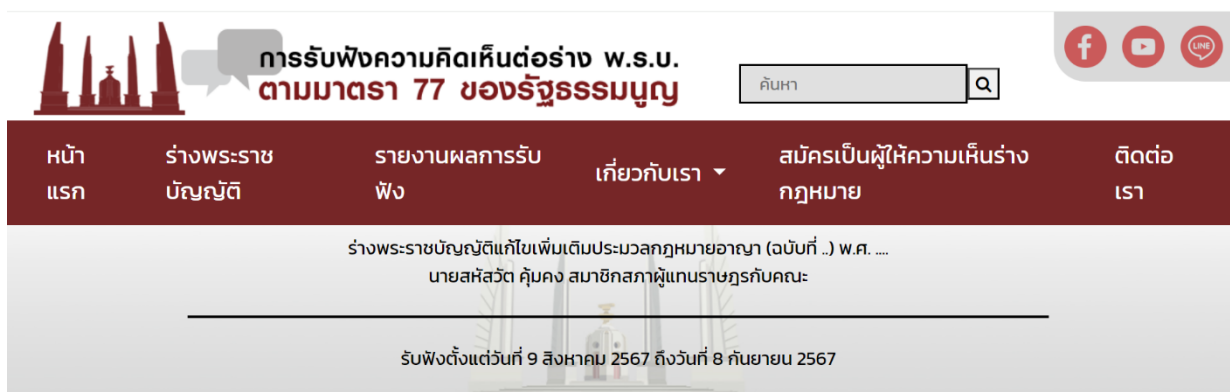 การรับฟังความคิดเห็นต่อร่าง พ.ร.บ.
ตามมาตรา 77 ของรัฐธรรมนูญ
ค้นหา
LINE
หน้าแรก
ร่างพระราชบัญญัติ
รายงานผลการรับฟัง
เกี่ยวกับเรา
สมัครเป็นผู้ให้ความเห็นร่างกฎหมาย
ติดต่อเรา
ร่างพระราชบัญญัติแก้ไขเพิ่มเติมประมวลกฎหมายอาญา (ฉบับที่ ..) พ.ศ. ....
นายสหัสวัต คุ้มคง สมาชิกสภาผู้แทนราษฎรกับคณะ
รับฟังตั้งแต่วันที่ 9 สิงหาคม 2567 ถึงวันที่ 8 กันยายน 2567